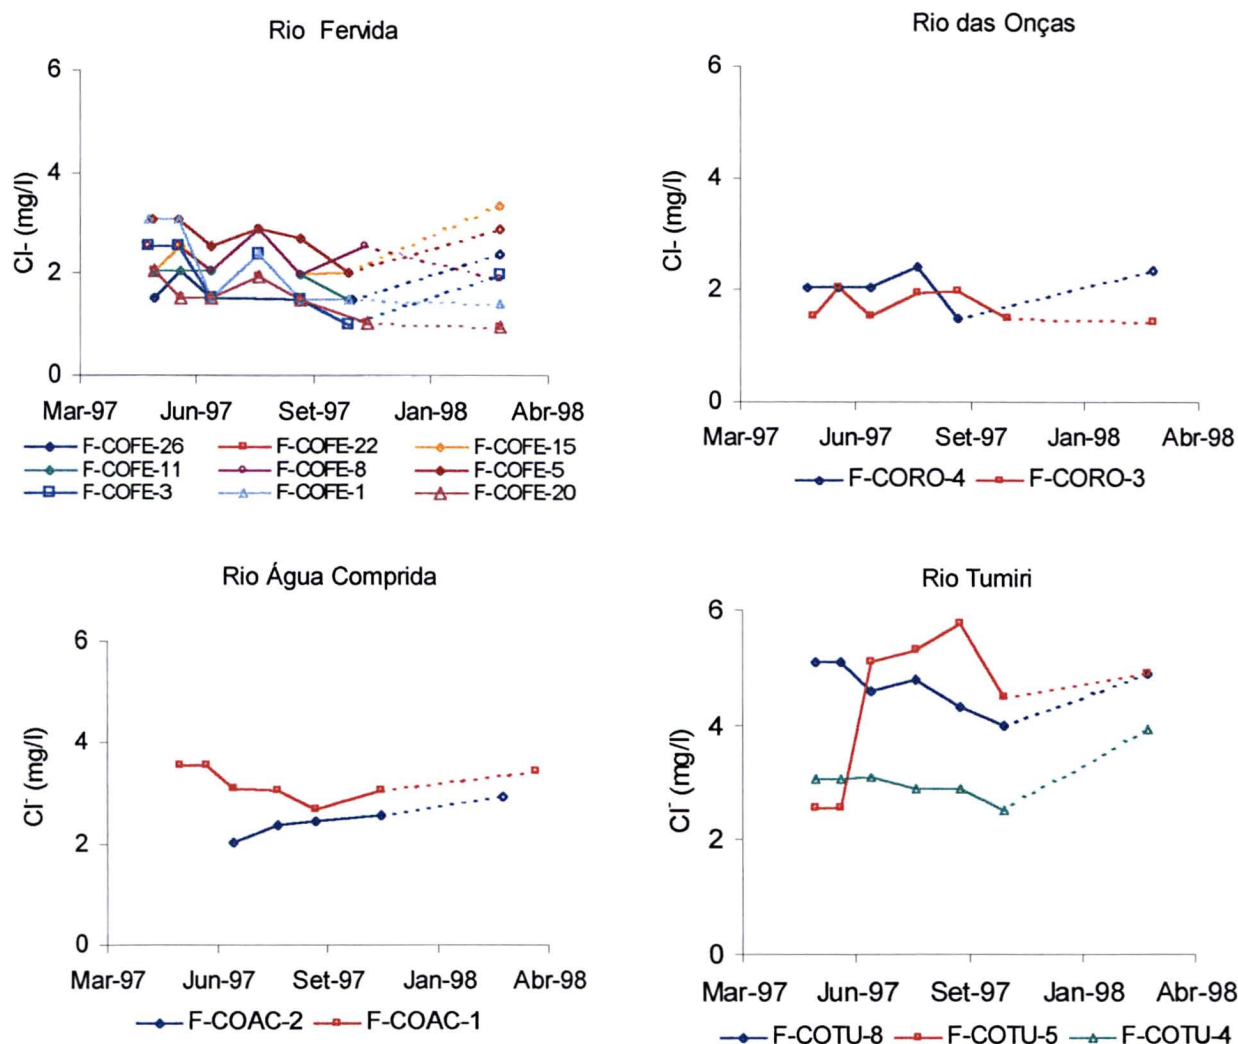 Rio Fervida
Cl- (mg/l)
6
4
2
0
Mar-97 Jun-97 Set-97 Jan-98 Abr-98
F-COFE-26 F-COFE-22 F-COFE-15
F-COFE-11 F-COFE-8 F-COFE-5
F-COFE-3 F-COFE-1 F-COFE-20
Rio das Onças
Cl- (mg/l)
6
4
2
0
Mar-97 Jun-97 Set-97 Jan-98 Abr-98
F-CORO-4 F-CORO-3
Rio Água Comprida
Cl⁻ (mg/l)
6
4
2
0
Mar-97 Jun-97 Set-97 Jan-98 Abr-98
F-COAC-2 F-COAC-1
Rio Tumiri
Cl⁻ (mg/l)
6
4
2
0
Mar-97 Jun-97 Set-97 Jan-98 Abr-98
F-COTU-8 F-COTU-5 F-COTU-4